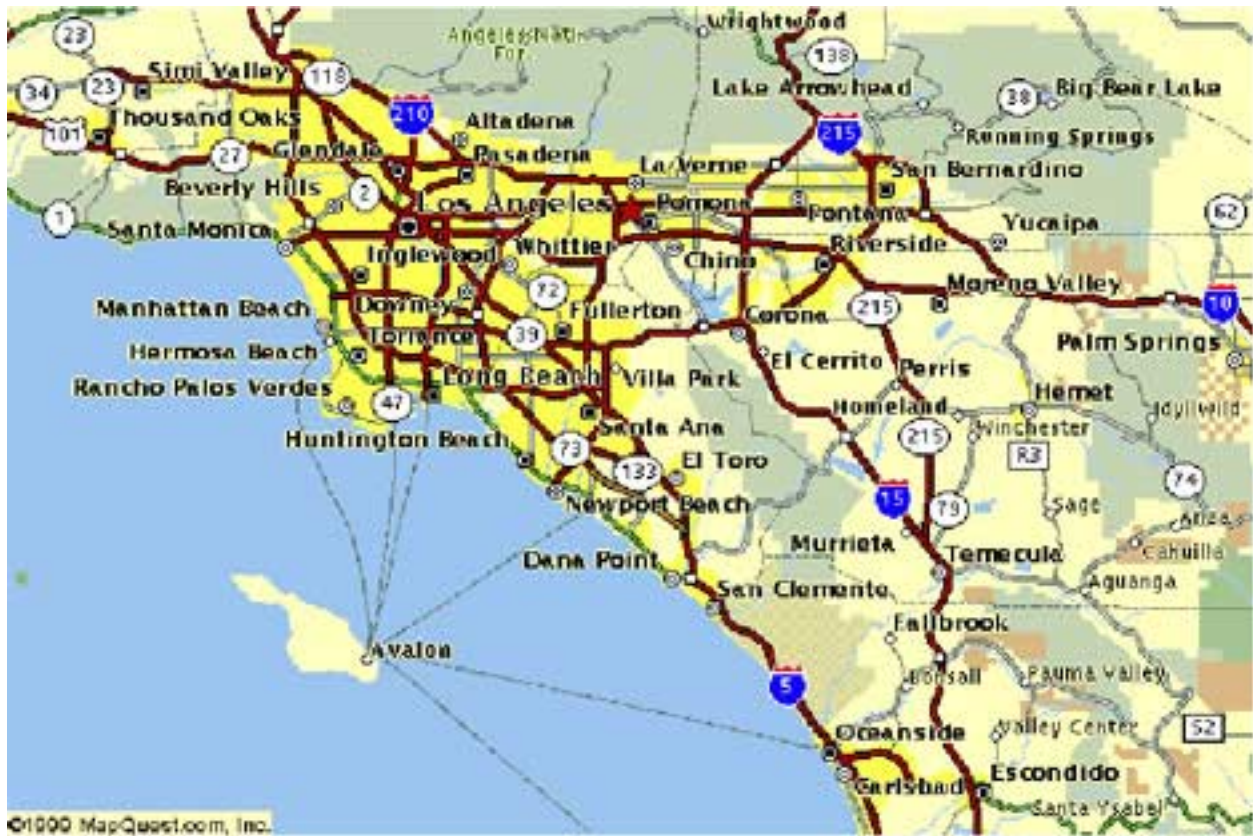 23
Wrightwood
Angeles Natn
For
138
Simi Valley
118
34
23
Lake Arrowhead
38
Big Bear Lake
101
Thousand Oaks
210
Altadena
215
Running Springs
27
Glendale
Pasadena
La Verne
San Bernardino
Beverly Hills
2
Los Angeles
Pomona
Fontana
62
1
Santa Monica
Yucaipa
Inglewood
Whittier
Chino
Riverside
72
Moreno Valley
10
Manhattan Beach
Downey
Fullerton
Corona
215
Torrance
39
Palm Springs
Hermosa Beach
El Cerrito
Perris
Rancho Palos Verdes
Long Beach
Villa Park
Hemet
47
Homeland
Idyllwild
Huntington Beach
Santa Ana
Winchester
215
73
133
El Toro
R3
74
Newport Beach
15
79
Sage
Anza
Murrieta
Cahuilla
Dana Point
Temecula
Aguanga
San Clemente
Fallbrook
Avalon
5
Bonsall
Pauma Valley
Oceanside
Valley Center
S2
Carlsbad
Escondido
Santa Ysabel
©1999 MapQuest.com, Inc.